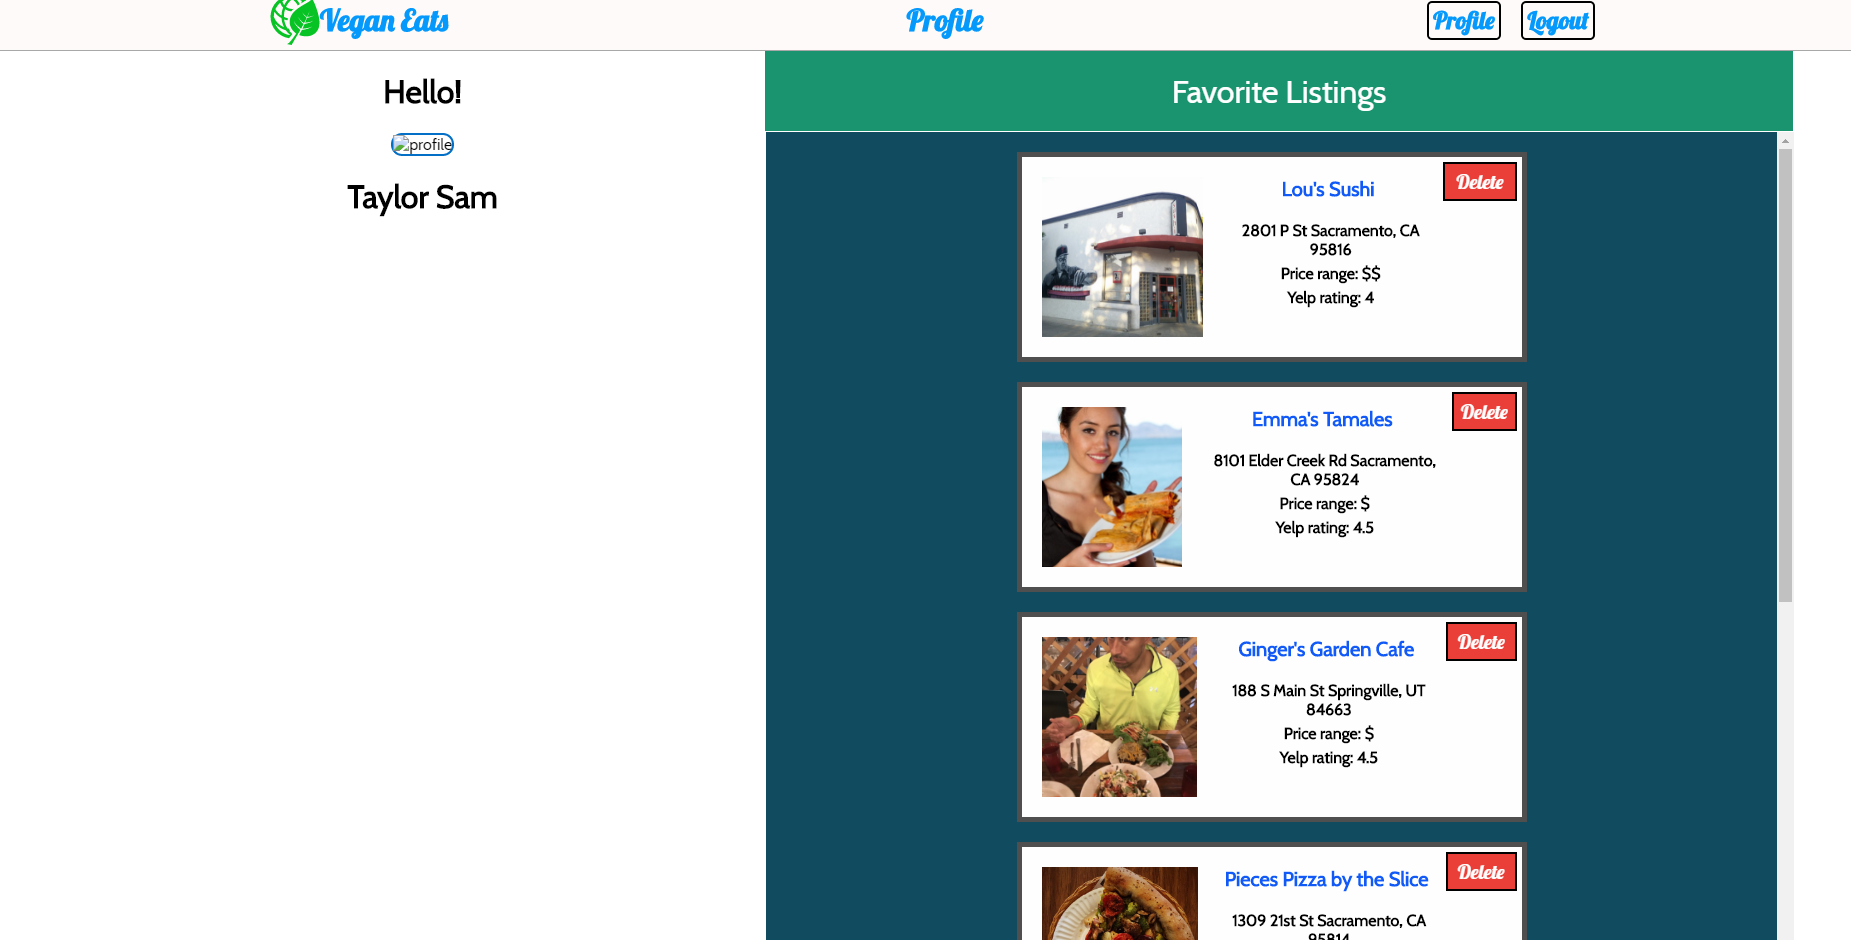 Vegan Eats
Profile
Profile
Logout
Hello!
profile
Taylor Sam
Favorite Listings
Lou's Sushi
Delete
2801 P St Sacramento, CA
95816
Price range: $$
Yelp rating: 4
Emma's Tamales
Delete
8101 Elder Creek Rd Sacramento,
CA 95824
Price range: $
Yelp rating: 4.5
Ginger's Garden Cafe
Delete
188 S Main St Springville, UT
84663
Price range: $
Yelp rating: 4.5
Pieces Pizza by the Slice
Delete
1309 21st St Sacramento, CA
95814